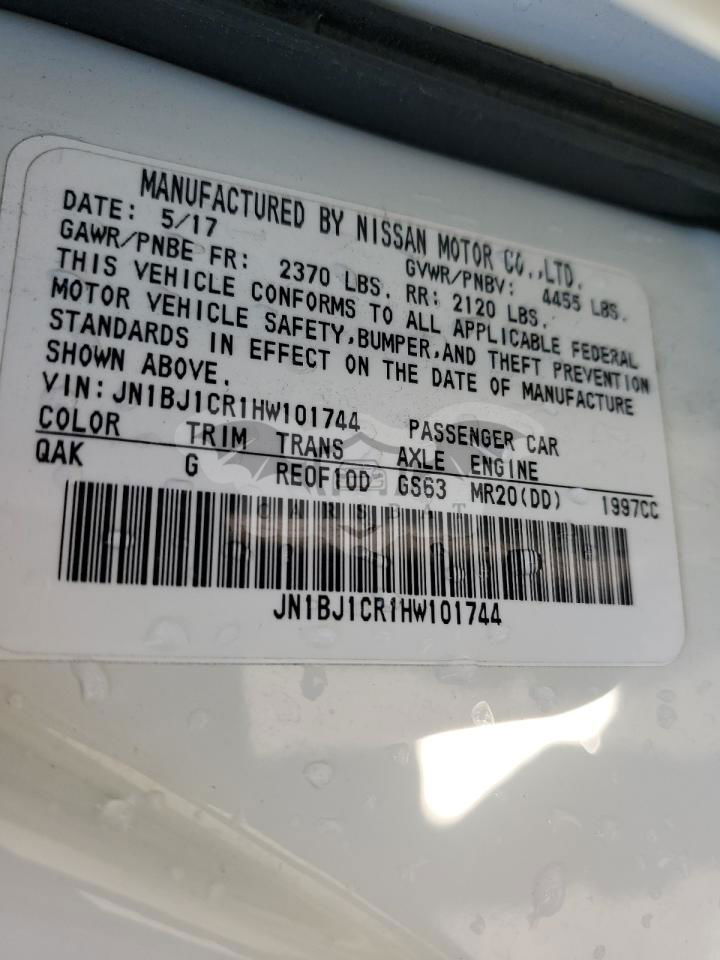 MANUFACTURED BY NISSAN MOTOR CO.,LTD.
DATE: 5/17 GVWR/PNBV: 4455 LBS.
GAWR/PNBE FR: 2370 LBS. RR: 2120 LBS.
THIS VEHICLE CONFORMS TO ALL APPLICABLE FEDERAL
MOTOR VEHICLE SAFETY,BUMPER,AND THEFT PREVENTION
STANDARDS IN EFFECT ON THE DATE OF MANUFACTURE
SHOWN ABOVE.
VIN: JN1BJ1CR1HW101744 PASSENGER CAR
COLOR TRIM TRANS AXLE ENGINE
QAK G REOF10D GS63 MR20(DD) 1997CC
JN1BJ1CR1HW101744